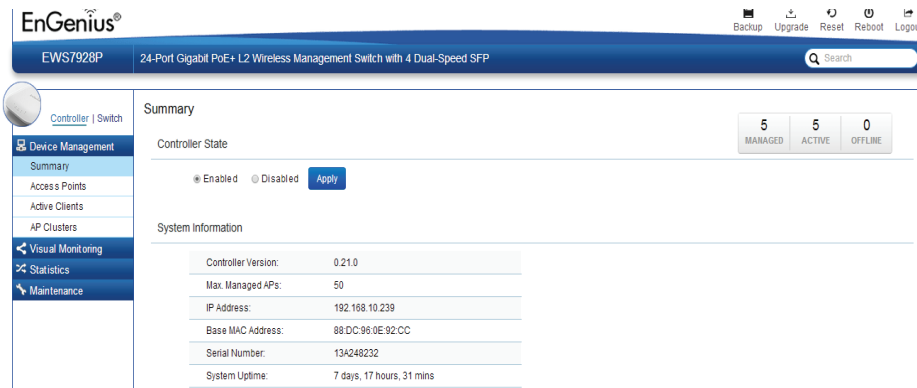 EnGenius®
Backup Upgrade Reset Reboot Logou
EWS7928P
24-Port Gigabit PoE+ L2 Wireless Management Switch with 4 Dual-Speed SFP
Search
Controller | Switch
Device Management
Summary
Access Points
Active Clients
AP Clusters
Visual Monitoring
Statistics
Maintenance
Summary
5 5 0
MANAGED ACTIVE OFFLINE
Controller State
Enabled Disabled Apply
System Information
Controller Version: 0.21.0
Max. Managed APs: 50
IP Address: 192.168.10.239
Base MAC Address: 88:DC:96:0E:92:CC
Serial Number: 13A248232
System Uptime: 7 days, 17 hours, 31 mins